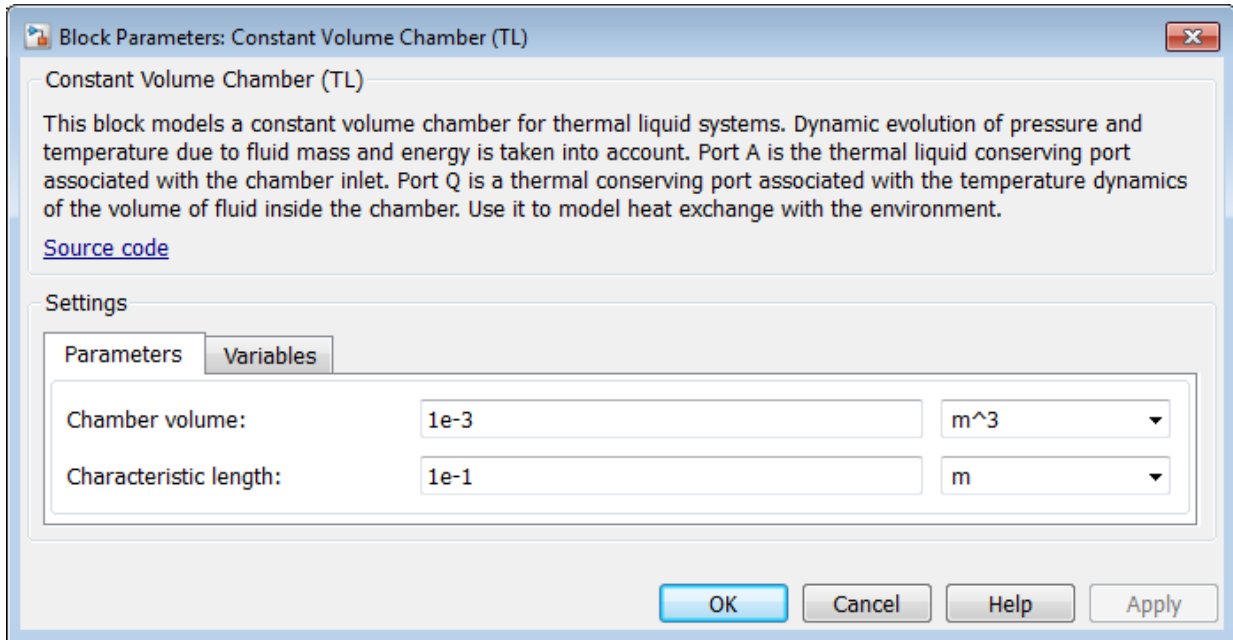 Block Parameters: Constant Volume Chamber (TL)
Constant Volume Chamber (TL)
This block models a constant volume chamber for thermal liquid systems. Dynamic evolution of pressure and
temperature due to fluid mass and energy is taken into account. Port A is the thermal liquid conserving port
associated with the chamber inlet. Port Q is a thermal conserving port associated with the temperature dynamics
of the volume of fluid inside the chamber. Use it to model heat exchange with the environment.
Source code
Settings
Parameters Variables
Chamber volume: 1e-3 m^3
Characteristic length: 1e-1 m
OK Cancel Help Apply